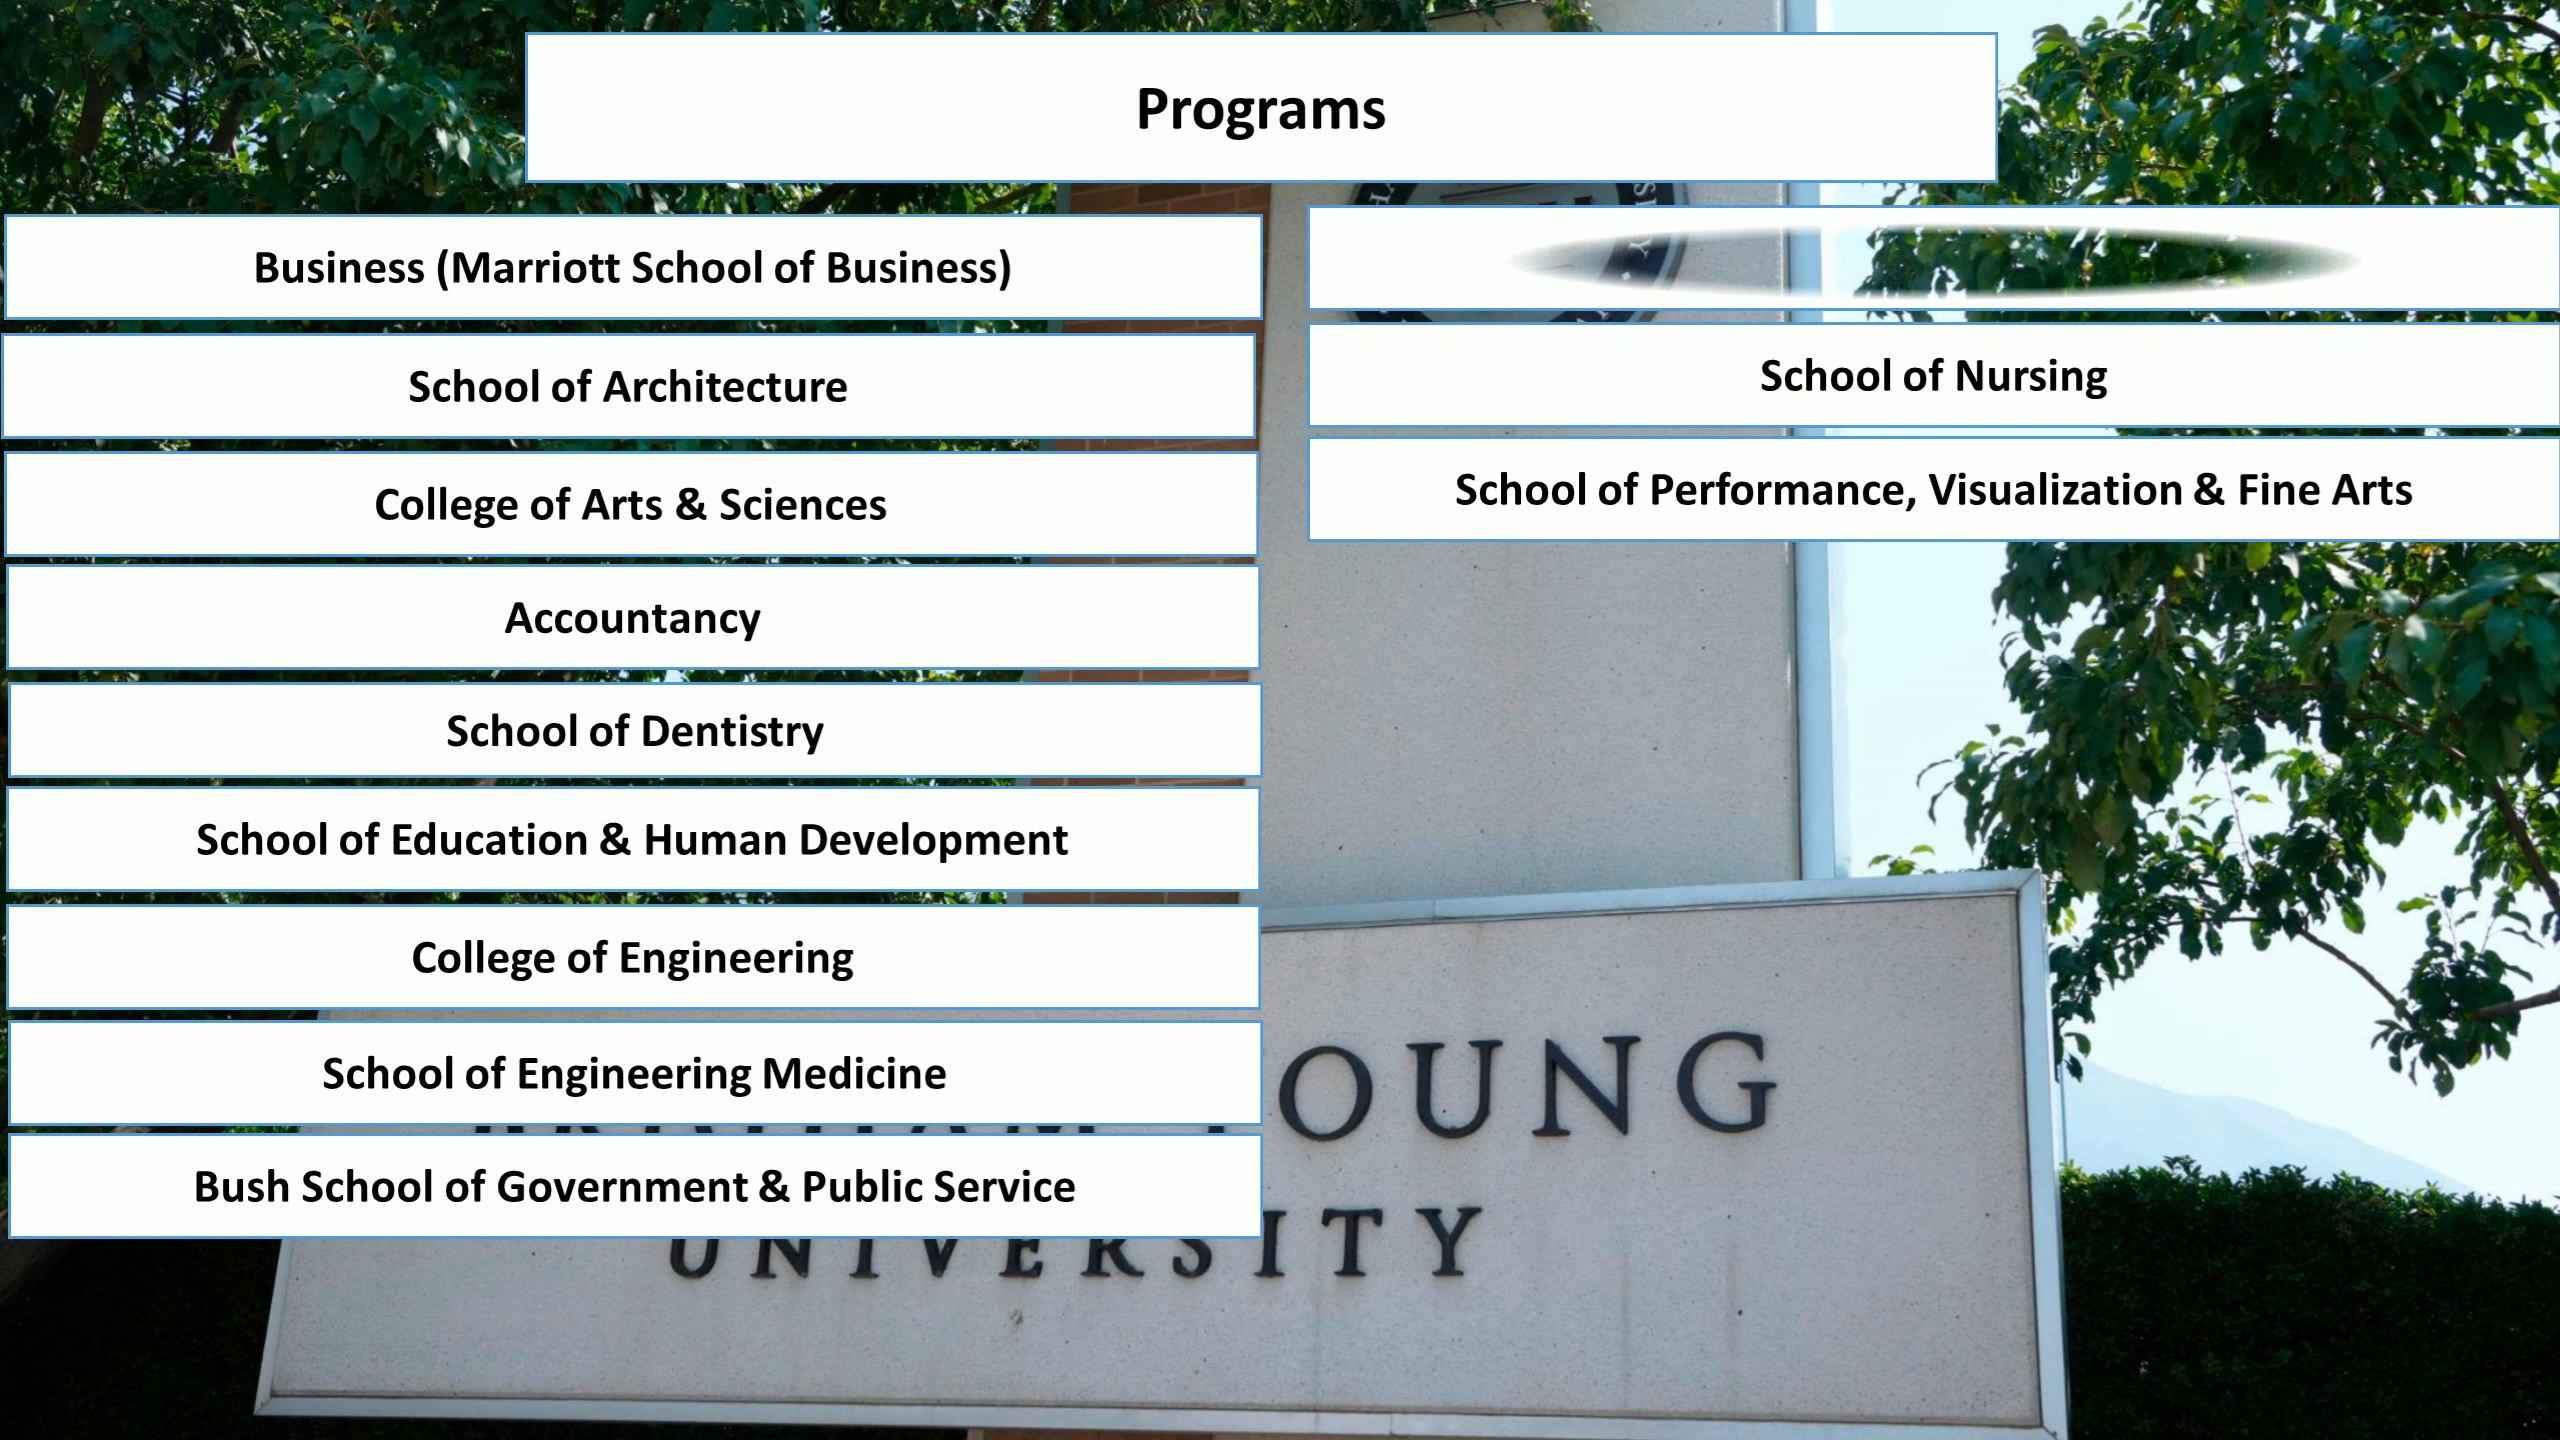 Programs
Business (Marriott School of Business)
School of Architecture
College of Arts & Sciences
Accountancy
School of Dentistry
School of Education & Human Development
College of Engineering
School of Engineering Medicine
Bush School of Government & Public Service
School of Nursing
School of Performance, Visualization & Fine Arts
OUNG
UNIVERSITY